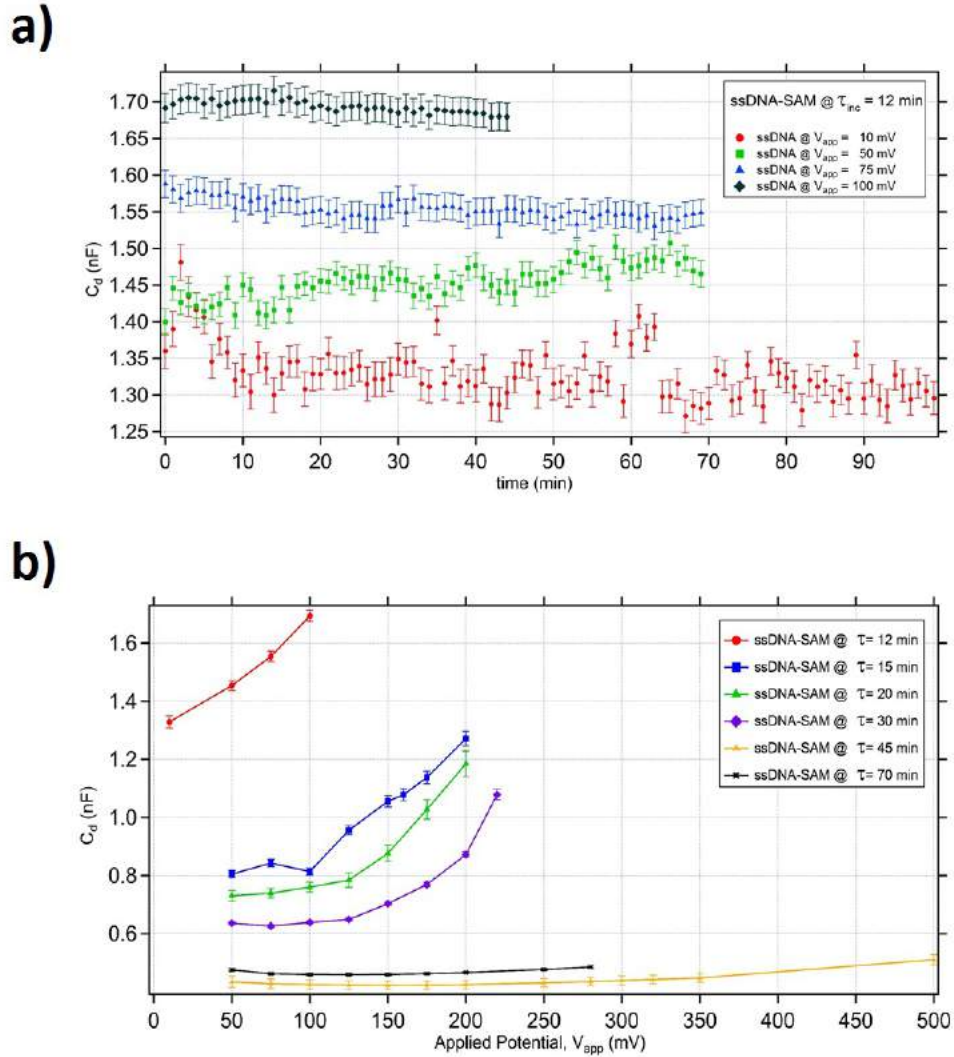 a)
ssDNA-SAM @ τinc = 12 min
ssDNA @ Vapp = 10 mV
ssDNA @ Vapp = 50 mV
ssDNA @ Vapp = 75 mV
ssDNA @ Vapp = 100 mV
1.70
1.65
1.60
1.55
1.50
1.45
1.40
1.35
1.30
1.25
Cd (nF)
0 10 20 30 40 50 60 70 80 90
time (min)
b)
ssDNA-SAM @ τ= 12 min
ssDNA-SAM @ τ= 15 min
ssDNA-SAM @ τ= 20 min
ssDNA-SAM @ τ= 30 min
ssDNA-SAM @ τ= 45 min
ssDNA-SAM @ τ= 70 min
1.6
1.4
1.2
1.0
0.8
0.6
Cd (nF)
0 50 100 150 200 250 300 350 400 450 500
Applied Potential, Vapp (mV)